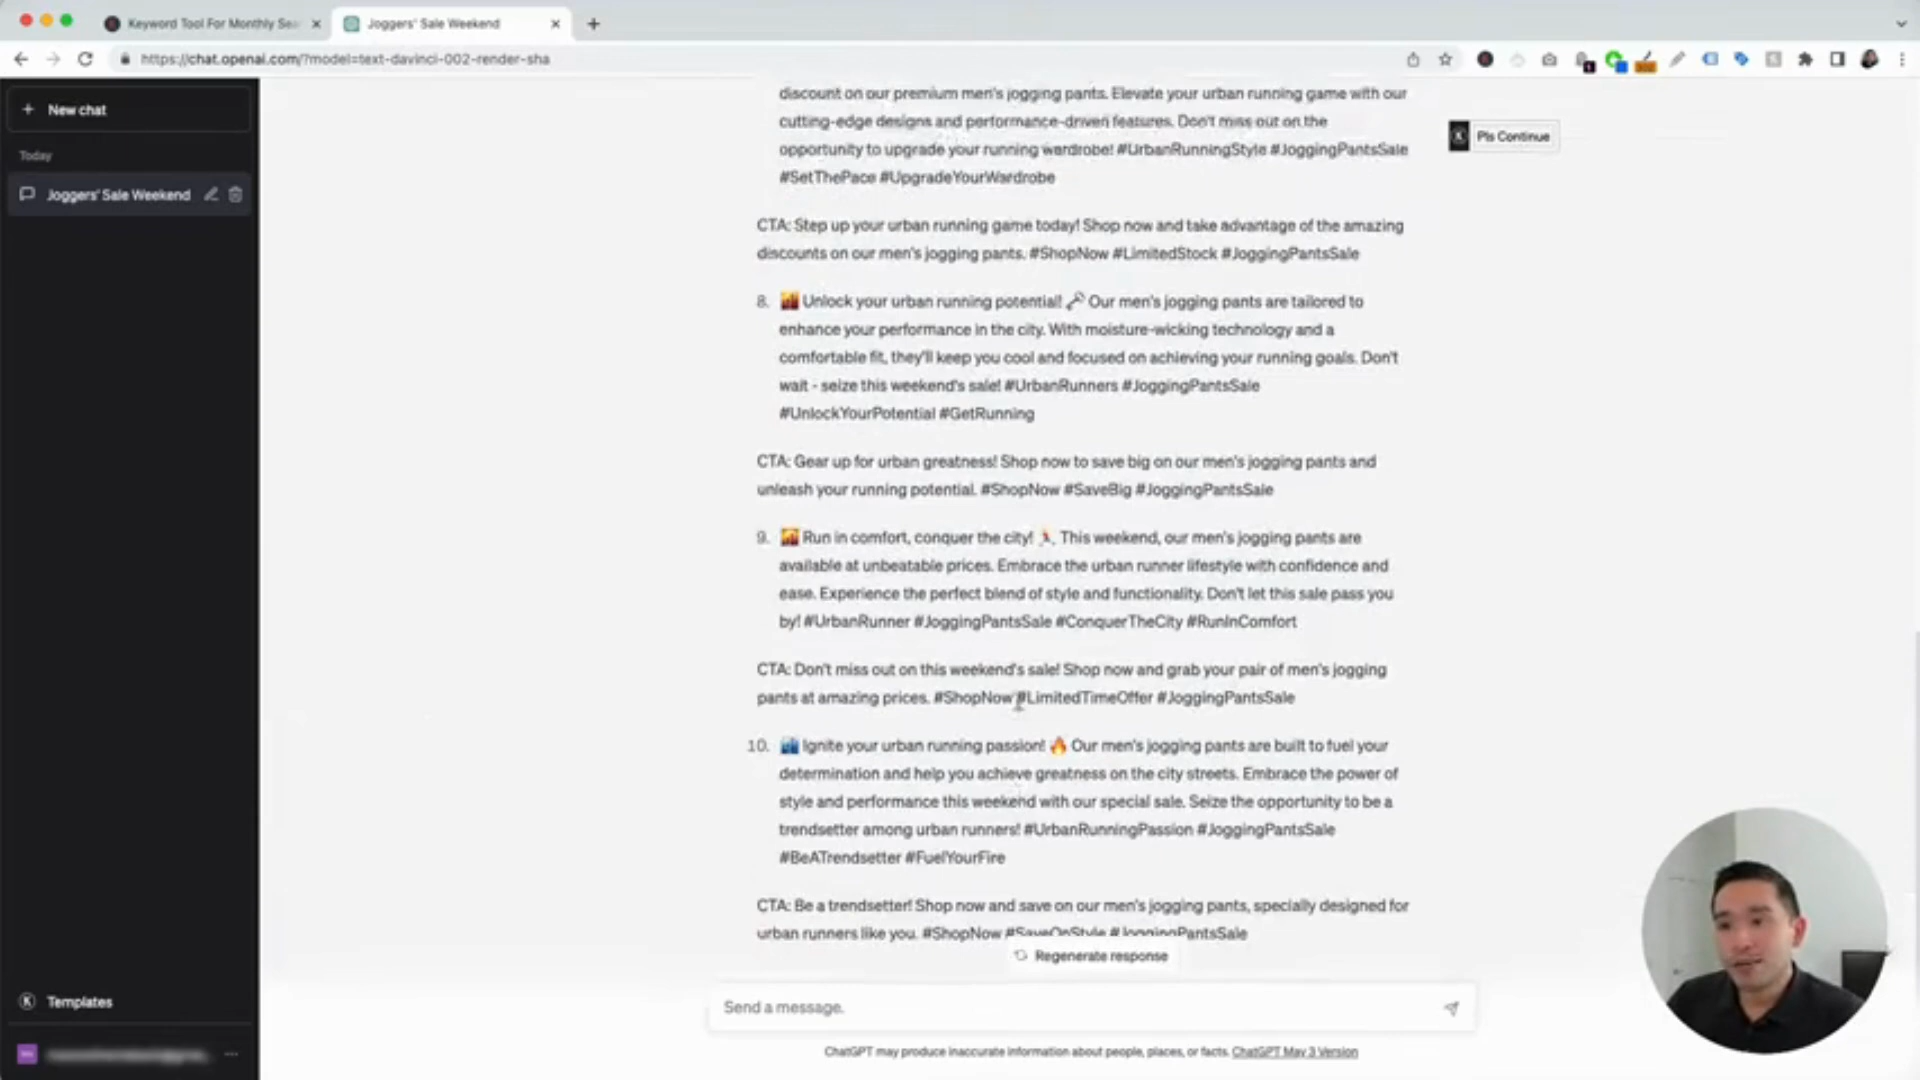 Keyword Tool For Monthly Sea
Joggers' Sale Weekend
https://chat.openai.com/?model=text-davinci-002-render-sha
New chat
Today
Joggers' Sale Weekend
discount on our premium men's jogging pants. Elevate your urban running game with our
cutting-edge designs and performance-driven features. Don't miss out on the
opportunity to upgrade your running wardrobe! #UrbanRunningStyle #JoggingPantsSale
#SetThePace #UpgradeYourWardrobe
Pls Continue
CTA: Step up your urban running game today! Shop now and take advantage of the amazing
discounts on our men's jogging pants. #ShopNow #LimitedStock #JoggingPantsSale
8. Unlock your urban running potential! Our men's jogging pants are tailored to
enhance your performance in the city. With moisture-wicking technology and a
comfortable fit, they'll keep you cool and focused on achieving your running goals. Don't
wait - seize this weekend's sale! #UrbanRunners #JoggingPantsSale
#UnlockYourPotential #GetRunning
CTA: Gear up for urban greatness! Shop now to save big on our men's jogging pants and
unleash your running potential. #ShopNow #SaveBig #JoggingPantsSale
9. Run in comfort, conquer the city! This weekend, our men's jogging pants are
available at unbeatable prices. Embrace the urban runner lifestyle with confidence and
ease. Experience the perfect blend of style and functionality. Don't let this sale pass you
by! #UrbanRunner #JoggingPantsSale #ConquerTheCity #RunInComfort
CTA: Don't miss out on this weekend's sale! Shop now and grab your pair of men's jogging
pants at amazing prices. #ShopNow #LimitedTimeOffer #JoggingPantsSale
10. Ignite your urban running passion! Our men's jogging pants are built to fuel your
determination and help you achieve greatness on the city streets. Embrace the power of
style and performance this weekend with our special sale. Seize the opportunity to be a
trendsetter among urban runners! #UrbanRunningPassion #JoggingPantsSale
#BeATrendsetter #FuelYourFire
CTA: Be a trendsetter! Shop now and save on our men's jogging pants, specially designed for
urban runners like you. #ShopNow #SaveOnStyle #JoggingPantsSale
Regenerate response
Templates
Send a message.
ChatGPT may produce inaccurate information about people, places, or facts. ChatGPT May 3 Version